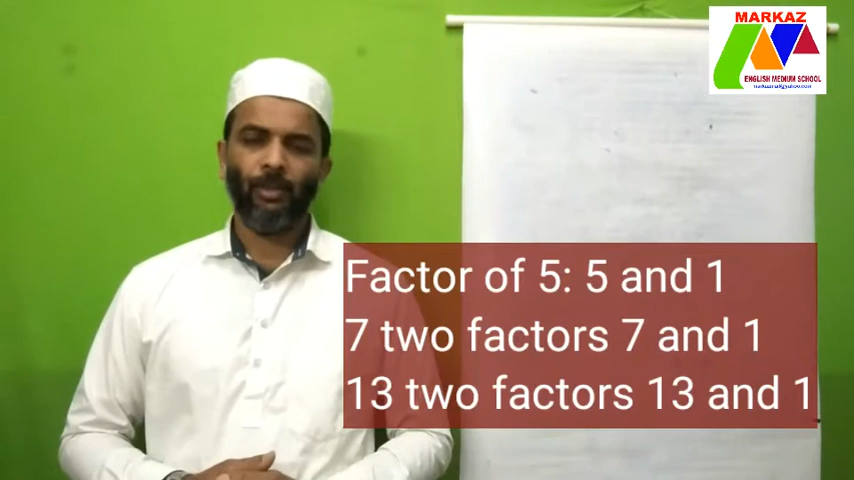 MARKAZ
ENGLISH MEDIUM SCHOOL
Factor of 5: 5 and 1
7 two factors 7 and 1
13 two factors 13 and 1